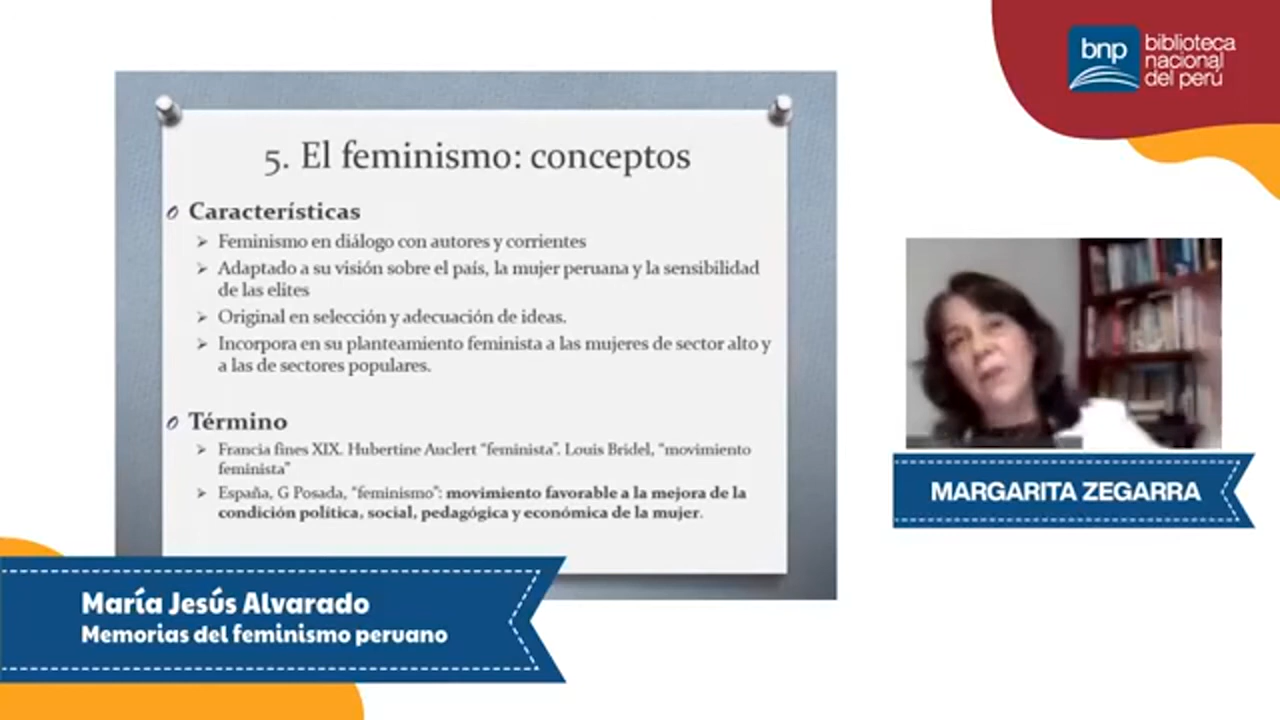 bnp
biblioteca
nacional
del perú
5. El feminismo: conceptos
Características
Feminismo en diálogo con autores y corrientes
Adaptado a su visión sobre el país, la mujer peruana y la sensibilidad
de las elites
Original en selección y adecuación de ideas.
Incorpora en su planteamiento feminista a las mujeres de sector alto y
a las de sectores populares.
Término
Francia fines XIX. Hubertine Auclert “feminista”. Louis Bridel, “movimiento
feminista”
España, G Posada, “feminismo”: movimiento favorable a la mejora de la
condición política, social, pedagógica y económica de la mujer.
MARGARITA ZEGARRA
María Jesús Alvarado
Memorias del feminismo peruano